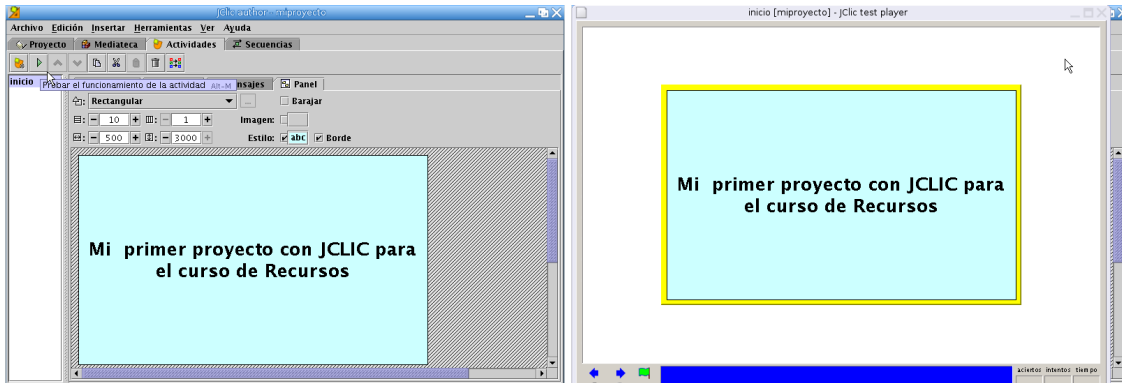 JClic author - miproyecto
Archivo Edición Insertar Herramientas Ver Ayuda
Proyecto Mediateca Actividades Secuencias
inicio
Probar el funcionamiento de la actividad Alt-M
nsajes Panel
Rectangular ... Barajar
10 1 Imagen:
500 3000 Estilo: abc Borde
Mi primer proyecto con JCLIC para
el curso de Recursos
inicio [miproyecto] - JClic test player
Mi primer proyecto con JCLIC para
el curso de Recursos
aciertos intentos tiempo